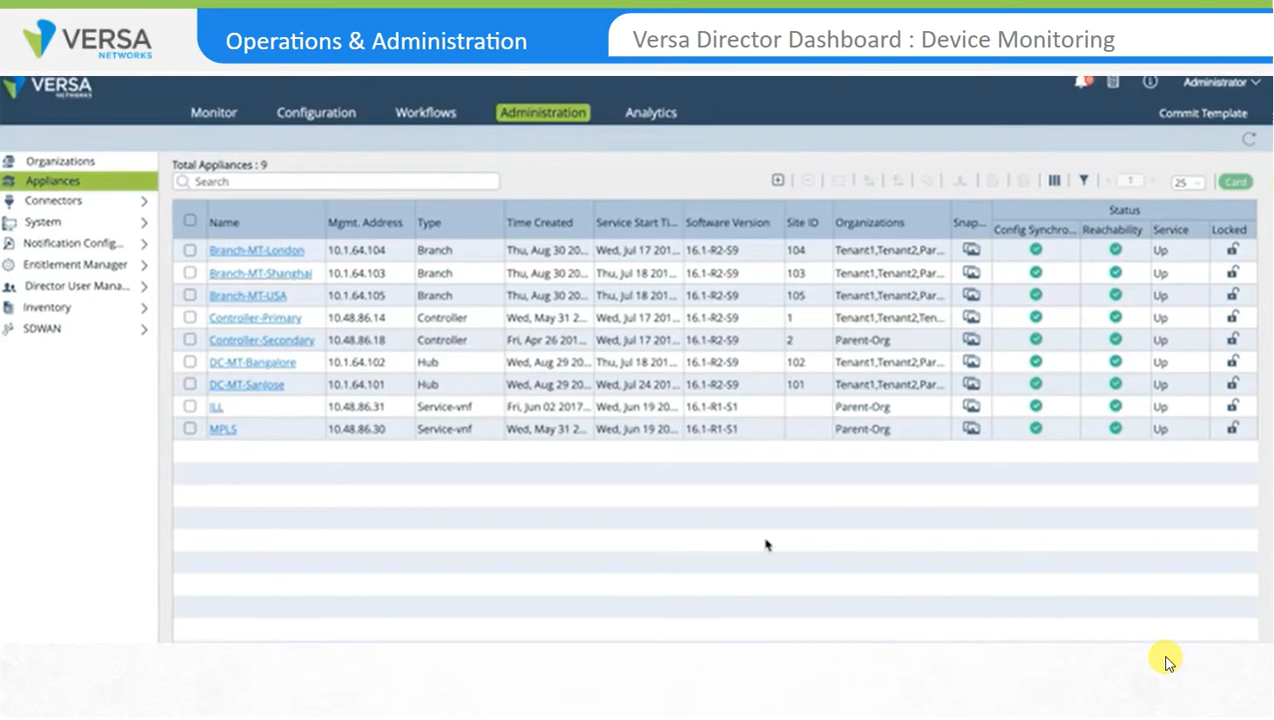 VERSA
NETWORKS
Operations & Administration
Versa Director Dashboard : Device Monitoring
VERSA
NETWORKS
Administrator
Monitor Configuration Workflows Administration Analytics
Commit Template
Organizations
Appliances
Connectors
System
Notification Config...
Entitlement Manager
Director User Mana...
Inventory
SDWAN
Total Appliances : 9
Search
1
25
Card
Status
Name Mgmt. Address Type Time Created Service Start Ti... Software Version Site ID Organizations Snap... Config Synchro... Reachability Service Locked
Branch-MT-London 10.1.64.104 Branch Thu, Aug 30 20... Wed, Jul 17 201... 16.1-R2-S9 104 Tenant1,Tenant2,Par... Up
Branch-MT-Shanghai 10.1.64.103 Branch Thu, Aug 30 20... Thu, Jul 18 201... 16.1-R2-S9 103 Tenant1,Tenant2,Par... Up
Branch-MT-USA 10.1.64.105 Branch Thu, Aug 30 20... Wed, Jul 17 201... 16.1-R2-S9 105 Tenant1,Tenant2,Par... Up
Controller-Primary 10.48.86.14 Controller Wed, May 31 2... Wed, Jul 17 201... 16.1-R2-S9 1 Tenant1,Tenant2,Ten... Up
Controller-Secondary 10.48.86.18 Controller Fri, Apr 26 201... Wed, Jul 17 201... 16.1-R2-S9 2 Parent-Org Up
DC-MT-Bangalore 10.1.64.102 Hub Wed, Aug 29 20... Thu, Jul 18 201... 16.1-R2-S9 102 Tenant1,Tenant2,Par... Up
DC-MT-SanJose 10.1.64.101 Hub Wed, Aug 29 20... Wed, Jul 24 201... 16.1-R2-S9 101 Tenant1,Tenant2,Par... Up
ILL 10.48.86.31 Service-vnf Fri, Jun 02 2017... Wed, Jun 19 20... 16.1-R1-S1 Parent-Org Up
MPLS 10.48.86.30 Service-vnf Wed, May 31 2... Wed, Jun 19 20... 16.1-R1-S1 Parent-Org Up